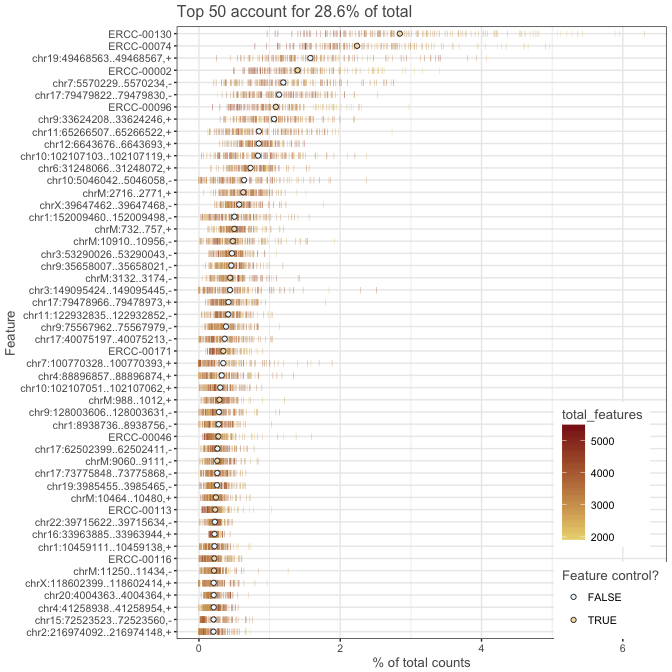 Top 50 account for 28.6% of total
ERCC-00130
ERCC-00074
chr19:49468563..49468567,+
ERCC-00002
chr7:5570229..5570234,-
chr17:79479822..79479830,-
ERCC-00096
chr9:33624208..33624246,+
chr11:65266507..65266522,+
chr12:6643676..6643693,+
chr10:102107103..102107119,+
chr6:31248066..31248072,+
chr10:5046042..5046058,-
chrM:2716..2771,+
chrX:39647462..39647468,-
chr1:152009460..152009498,-
chrM:732..757,+
chrM:10910..10956,-
chr3:53290026..53290043,-
chr9:35658007..35658021,-
chrM:3132..3174,-
chr3:149095424..149095445,-
chr17:79478966..79478973,+
chr11:122932835..122932852,-
chr9:75567962..75567979,-
chr17:40075197..40075213,-
ERCC-00171
chr7:100770328..100770393,+
chr4:88896857..88896874,+
chr10:102107051..102107062,+
chrM:988..1012,+
chr9:128003606..128003631,-
chr1:8938736..8938756,-
ERCC-00046
chr17:62502399..62502411,-
chrM:9060..9111,-
chr17:73775848..73775868,-
chr19:3985455..3985465,-
chrM:10464..10480,+
ERCC-00113
chr22:39715622..39715634,-
chr16:33963885..33963944,+
chr1:10459111..10459138,+
ERCC-00116
chrM:11250..11434,-
chrX:118602399..118602414,+
chr20:4004363..4004364,+
chr4:41258938..41258954,+
chr15:72523523..72523560,-
chr2:216974092..216974148,+
Feature
0 2 4 6
% of total counts
total_features
5000
4000
3000
2000
Feature control?
FALSE
TRUE